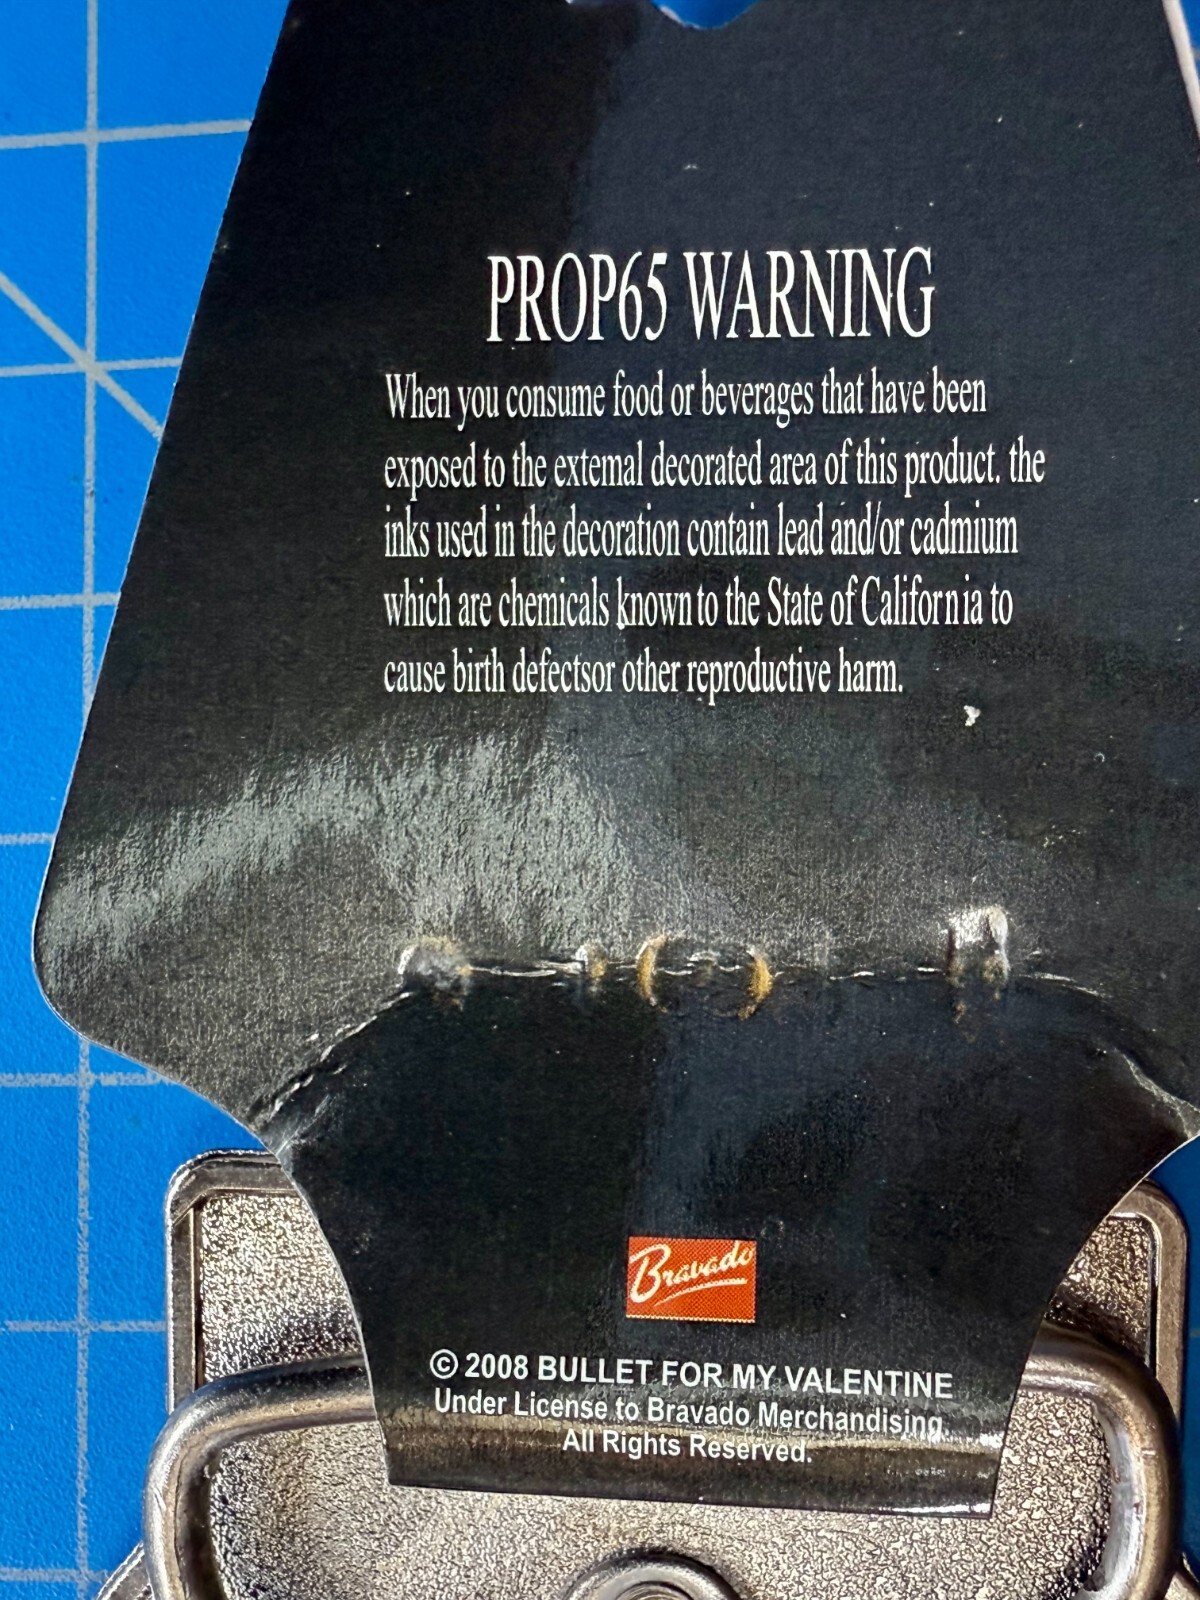 PROP65 WARNING
When you consume food or beverages that have been
exposed to the external decorated area of this product. the
inks used in the decoration contain lead and/or cadmium
which are chemicals known to the State of California to
cause birth defectsor other reproductive harm.
Bravado
© 2008 BULLET FOR MY VALENTINE
Under License to Bravado Merchandising.
All Rights Reserved.